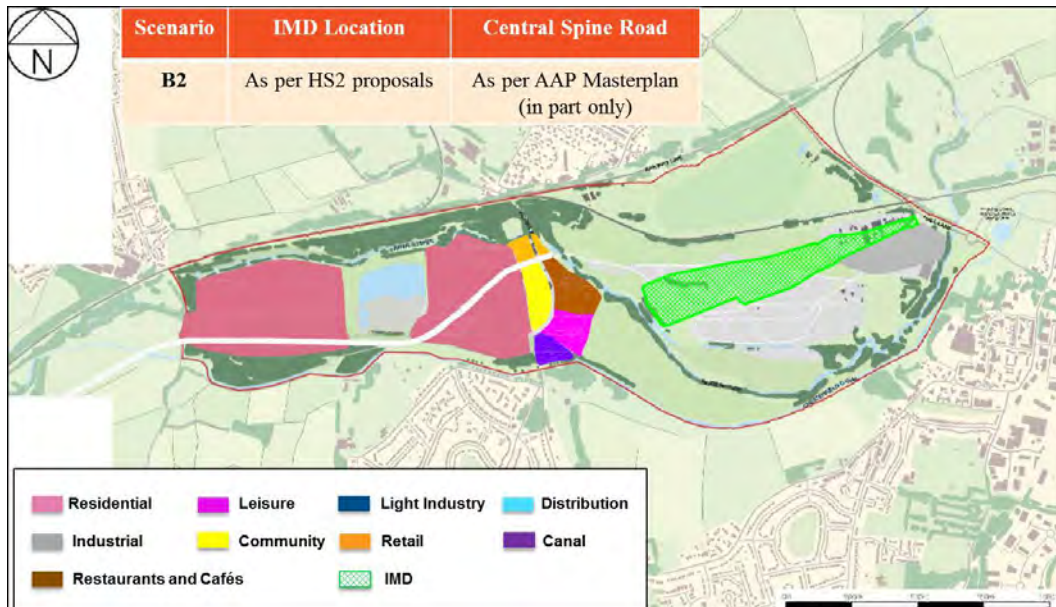 N
Scenario IMD Location Central Spine Road
B2 As per HS2 proposals As per AAP Masterplan
(in part only)
Residential Leisure Light Industry Distribution
Industrial Community Retail Canal
Restaurants and Cafés IMD